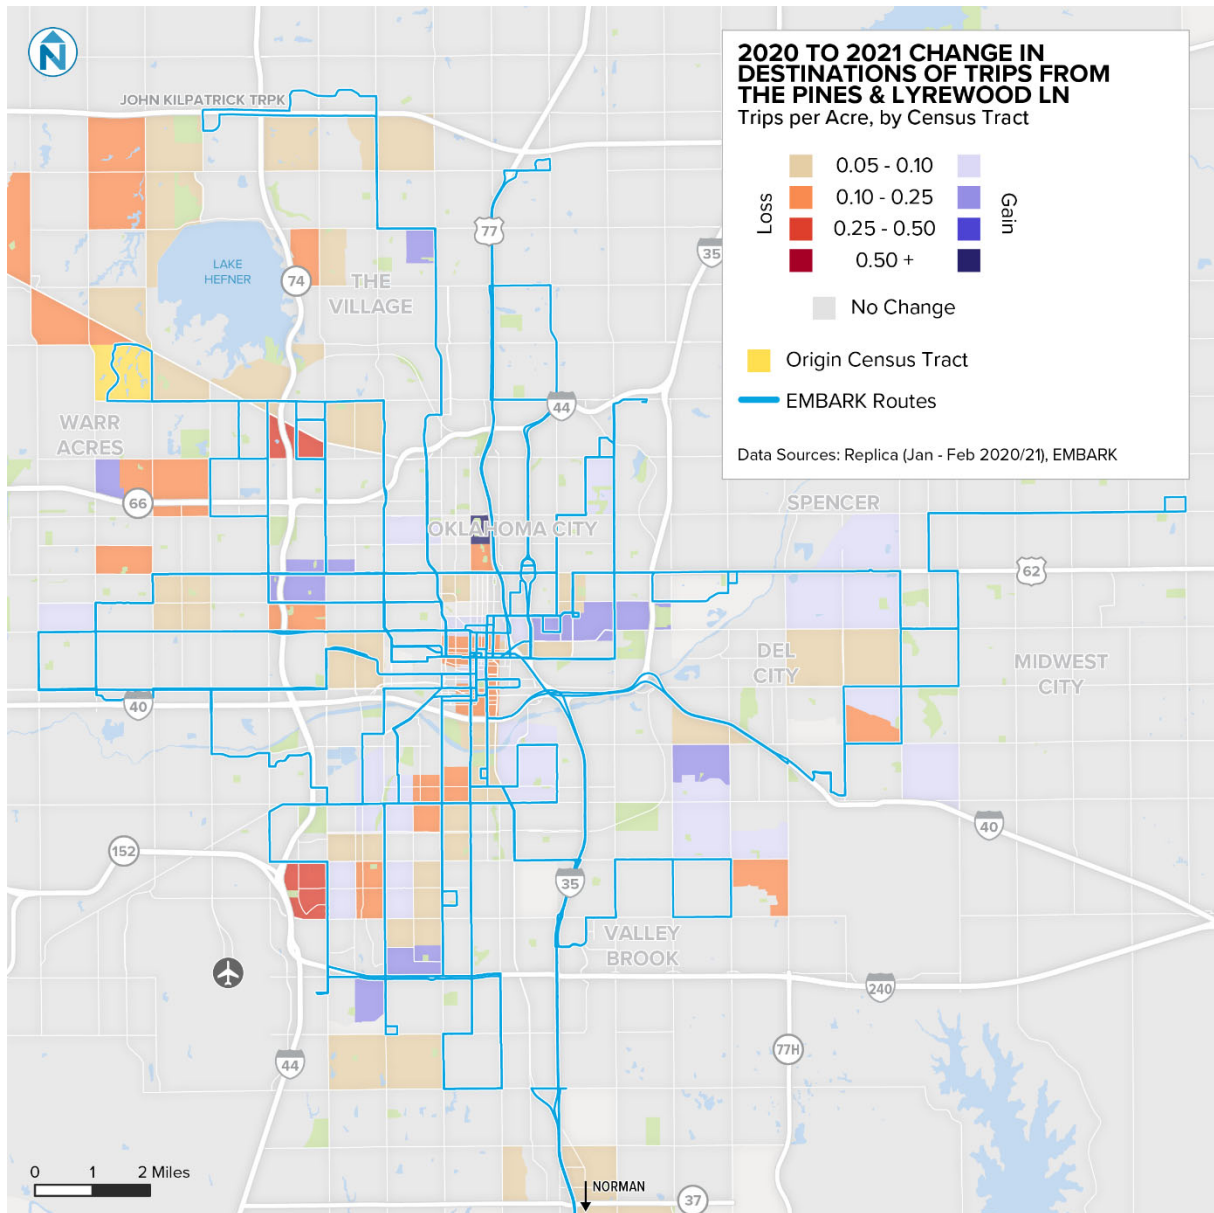 N
2020 TO 2021 CHANGE IN
DESTINATIONS OF TRIPS FROM
THE PINES & LYREWOOD LN
Trips per Acre, by Census Tract
Loss
Gain
0.05 - 0.10
0.10 - 0.25
0.25 - 0.50
0.50 +
No Change
Origin Census Tract
EMBARK Routes
Data Sources: Replica (Jan - Feb 2020/21), EMBARK
JOHN KILPATRICK TRPK
77
35
LAKE
HEFNER
74
THE
VILLAGE
44
WARR
ACRES
66
OKLAHOMA CITY
SPENCER
62
DEL
CITY
MIDWEST
CITY
40
40
152
35
VALLEY
BROOK
240
77H
44
0 1 2 Miles
NORMAN
37